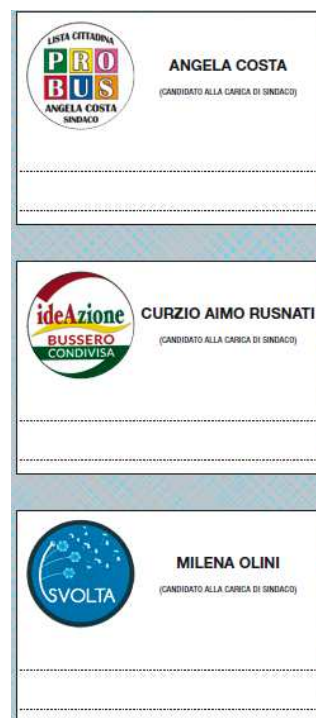 LISTA CITTADINA
PRO
BUS
ANGELA COSTA
SINDACO
ANGELA COSTA
(CANDIDATO ALLA CARICA DI SINDACO)
ideAzione
BUSSERO
CONDIVISA
CURZIO AIMO RUSNATI
(CANDIDATO ALLA CARICA DI SINDACO)
SVOLTA
MILENA OLINI
(CANDIDATO ALLA CARICA DI SINDACO)